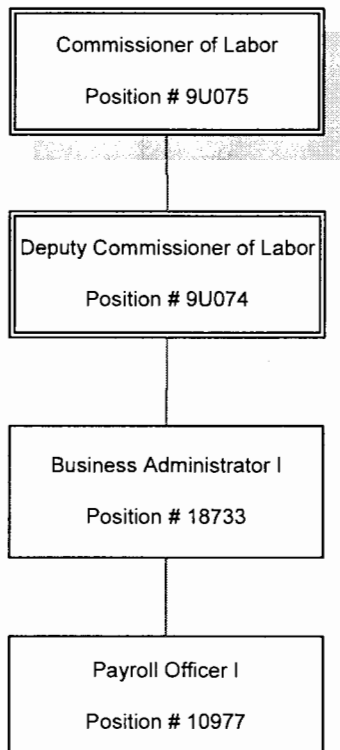 Commissioner of Labor
Position # 9U075
Deputy Commissioner of Labor
Position # 9U074
Business Administrator I
Position # 18733
Payroll Officer I
Position # 10977